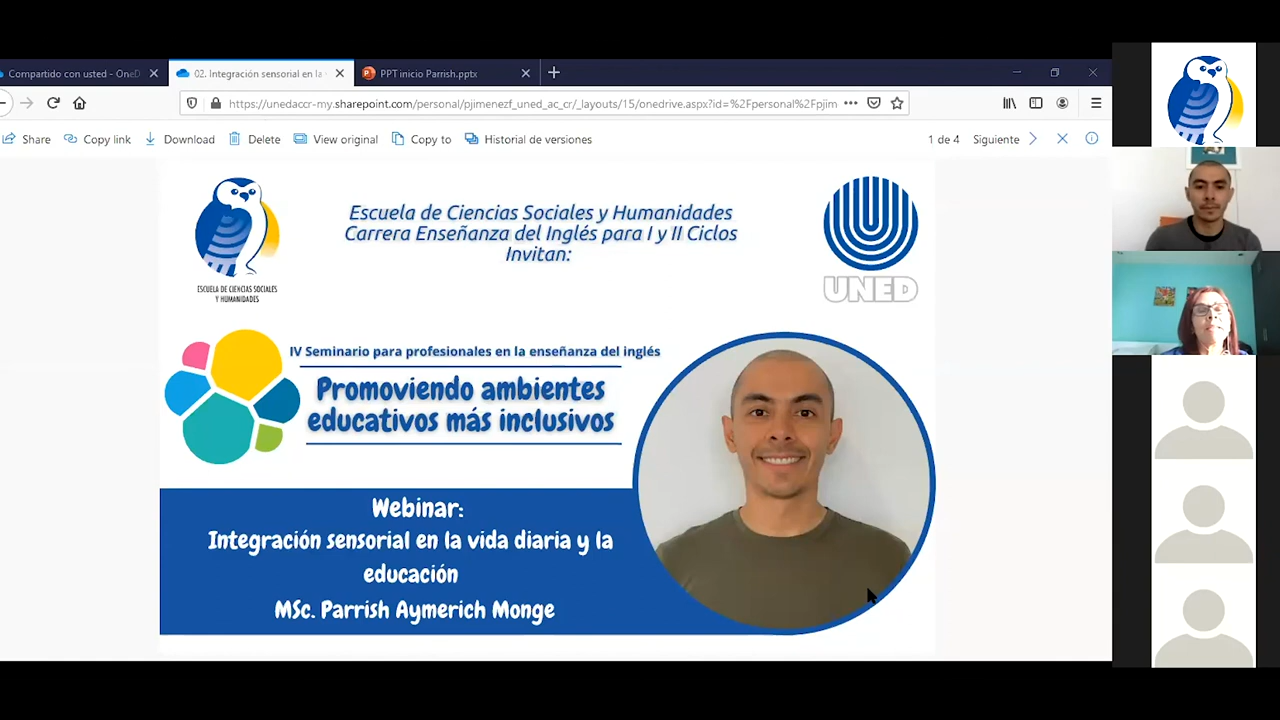 Compartido con usted - OneD
02. Integración sensorial en la
PPT inicio Parrish.pptx
https://unedaccr-my.sharepoint.com/personal/pjimenezf_uned_ac_cr/_layouts/15/onedrive.aspx?id=%2Fpersonal%2Fpjim
Share
Copy link
Download
Delete
View original
Copy to
Historial de versiones
1 de 4
Siguiente
Escuela de Ciencias Sociales y Humanidades
Carrera Enseñanza del Inglés para I y II Ciclos
Invitan:
ESCUELA DE CIENCIAS SOCIALES
Y HUMANIDADES
UNED
IV Seminario para profesionales en la enseñanza del inglés
Promoviendo ambientes
educativos más inclusivos
Webinar:
Integración sensorial en la vida diaria y la
educación
MSc. Parrish Aymerich Monge